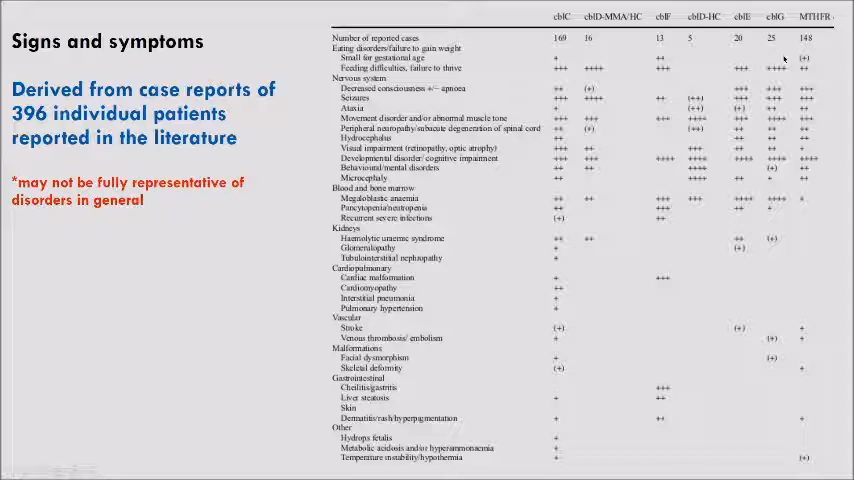 Signs and symptoms
Derived from case reports of
396 individual patients
reported in the literature
*may not be fully representative of
disorders in general
cblC cblD-MMA/HC cblF cblD-HC cblE cblG MTHFR
Number of reported cases 169 16 13 5 20 25 148
Eating disorders/failure to gain weight
Small for gestational age + ++ (+)
Feeding difficulties, failure to thrive +++ ++++ +++ +++ ++++ ++
Nervous system
Decreased consciousness +/− apnoea ++ (+) +++ +++ +++
Seizures +++ ++++ ++ (++) +++ +++ +++
Ataxia + (++) (+) ++ ++
Movement disorder and/or abnormal muscle tone +++ +++ +++ ++++ +++ ++++ +++
Peripheral neuropathy/subacute degeneration of spinal cord ++ (+) (++) ++ ++ ++
Hydrocephalus ++ ++ ++ ++
Visual impairment (retinopathy, optic atrophy) +++ ++ +++ ++ ++ +
Developmental disorder/ cognitive impairment +++ +++ ++++ ++++ ++++ ++++ ++++
Behavioural/mental disorders ++ ++ ++++ (+) ++
Microcephaly ++ ++++ ++ + ++
Blood and bone marrow
Megaloblastic anaemia ++ ++ +++ +++ ++++ ++++ +
Pancytopenia/neutropenia ++ +++ ++ +
Recurrent severe infections (+) ++
Kidneys
Haemolytic uraemic syndrome ++ ++ ++ (+)
Glomerulopathy + (+)
Tubulointerstitial nephropathy +
Cardiopulmonary
Cardiac malformation + +++
Cardiomyopathy ++
Interstitial pneumonia +
Pulmonary hypertension +
Vascular
Stroke (+) (+) +
Venous thrombosis/ embolism + (+) +
Malformations
Facial dysmorphism + (+)
Skeletal deformity (+) +
Gastrointestinal
Cheilitis/gastritis +++
Liver steatosis + ++
Skin
Dermatitis/rash/hyperpigmentation + ++ +
Other
Hydrops fetalis +
Metabolic acidosis and/or hyperammonaemia +
Temperature instability/hypothermia + (+)